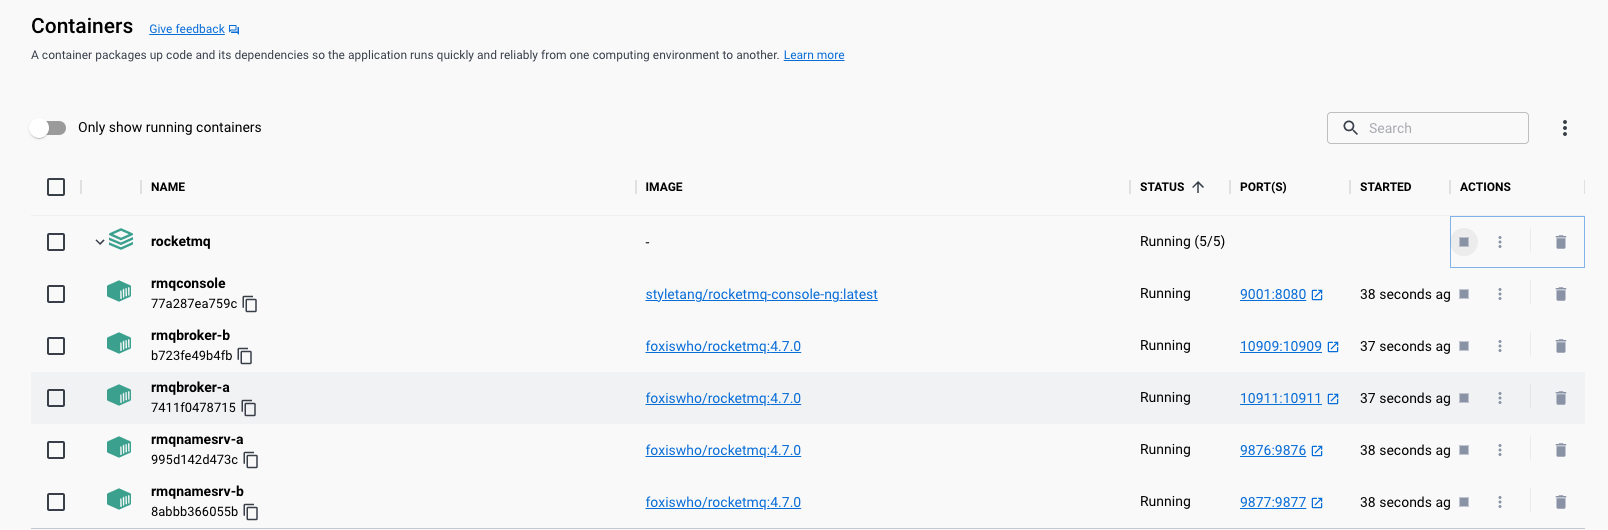 Containers Give feedback
A container packages up code and its dependencies so the application runs quickly and reliably from one computing environment to another. Learn more
Only show running containers Search
NAME IMAGE STATUS PORT(S) STARTED ACTIONS
rocketmq - Running (5/5)
rmqconsole
77a287ea759c styletang/rocketmq-console-ng:latest Running 9001:8080 38 seconds ag
rmqbroker-b
b723fe49b4fb foxiswho/rocketmq:4.7.0 Running 10909:10909 37 seconds ag
rmqbroker-a
7411f0478715 foxiswho/rocketmq:4.7.0 Running 10911:10911 37 seconds ag
rmqnamesrv-a
995d142d473c foxiswho/rocketmq:4.7.0 Running 9876:9876 38 seconds ag
rmqnamesrv-b
8abbb366055b foxiswho/rocketmq:4.7.0 Running 9877:9877 38 seconds ag